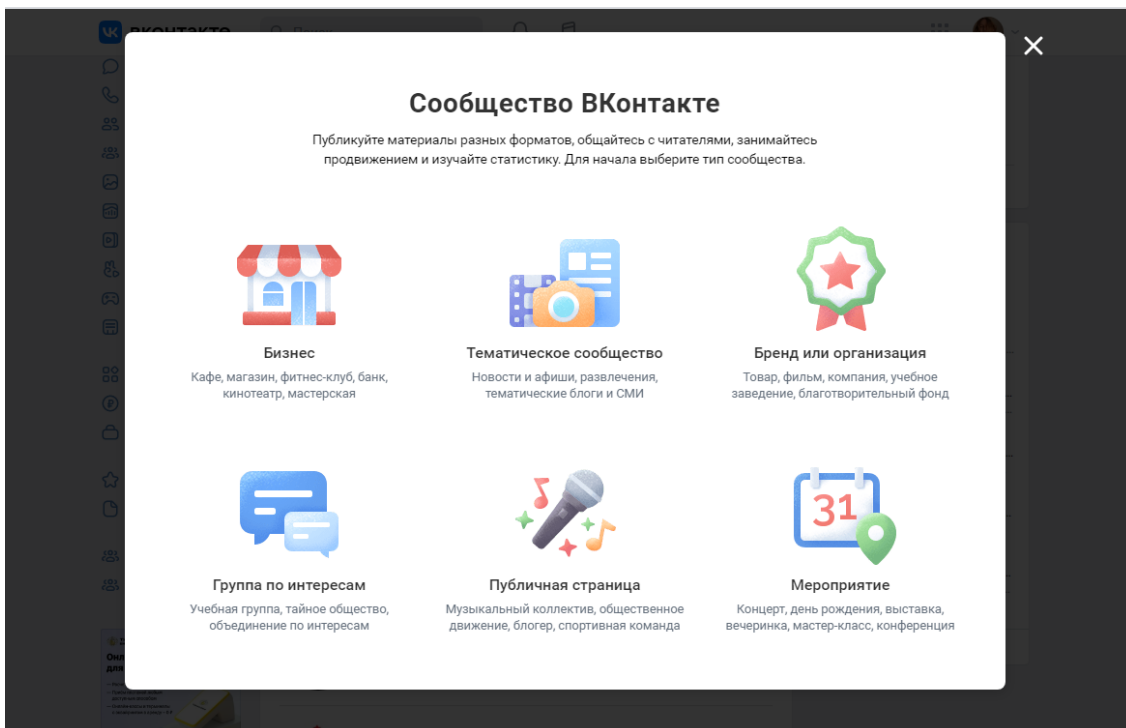 вконтакте
Сообщество ВКонтакте
Публикуйте материалы разных форматов, общайтесь с читателями, занимайтесь
продвижением и изучайте статистику. Для начала выберите тип сообщества.
Бизнес
Кафе, магазин, фитнес-клуб, банк,
кинотеатр, мастерская
Тематическое сообщество
Новости и афиши, развлечения,
тематические блоги и СМИ
Бренд или организация
Товар, фильм, компания, учебное
заведение, благотворительный фонд
31
Группа по интересам
Учебная группа, тайное общество,
объединение по интересам
Публичная страница
Музыкальный коллектив, общественное
движение, блогер, спортивная команда
Мероприятие
Концерт, день рождения, выставка,
вечеринка, мастер-класс, конференция